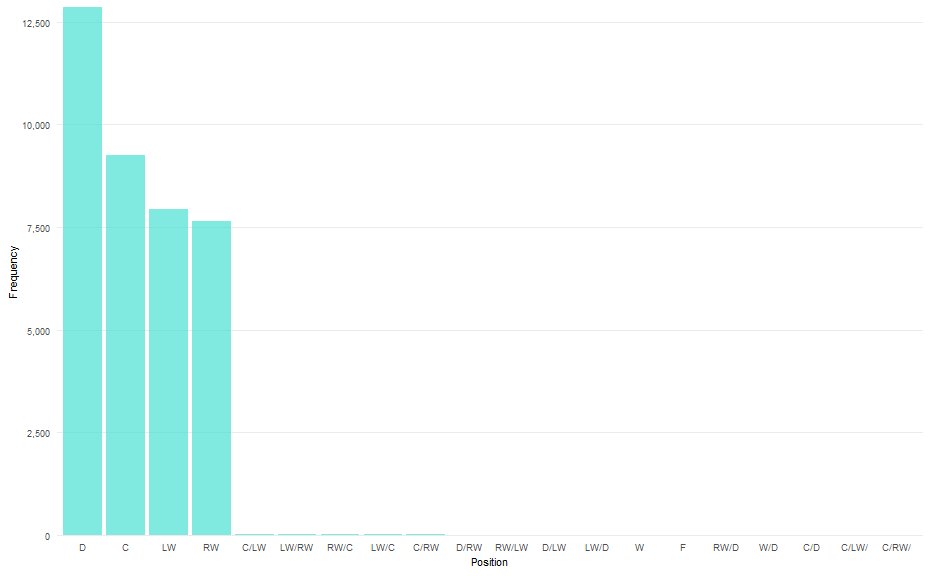 12,500
10,000
7,500
5,000
2,500
0
Frequency
D C LW RW C/LW LW/RW RW/C LW/C C/RW D/RW RW/LW D/LW LW/D W F RW/D W/D C/D C/LW/ C/RW/
Position